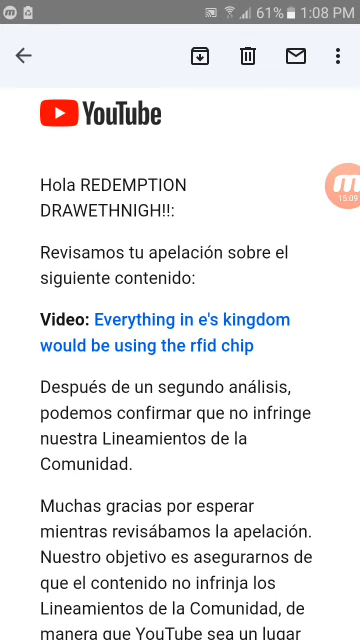 61% 1:08 PM
YouTube
15:09
Hola REDEMPTION
DRAWETHNIGH!!:
Revisamos tu apelación sobre el
siguiente contenido:
Video: Everything in e's kingdom
would be using the rfid chip
Después de un segundo análisis,
podemos confirmar que no infringe
nuestra Lineamientos de la
Comunidad.
Muchas gracias por esperar
mientras revisábamos la apelación.
Nuestro objetivo es asegurarnos de
que el contenido no infrinja los
Lineamientos de la Comunidad, de
manera que YouTube sea un lugar